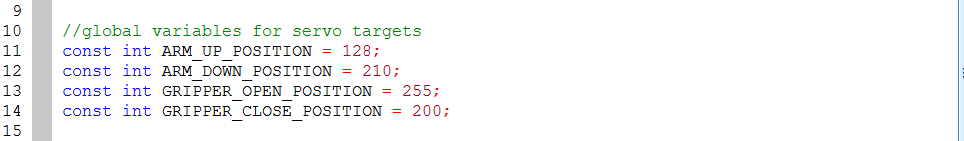 9
10 //global variables for servo targets
11 const int ARM_UP_POSITION = 128;
12 const int ARM_DOWN_POSITION = 210;
13 const int GRIPPER_OPEN_POSITION = 255;
14 const int GRIPPER_CLOSE_POSITION = 200;
15